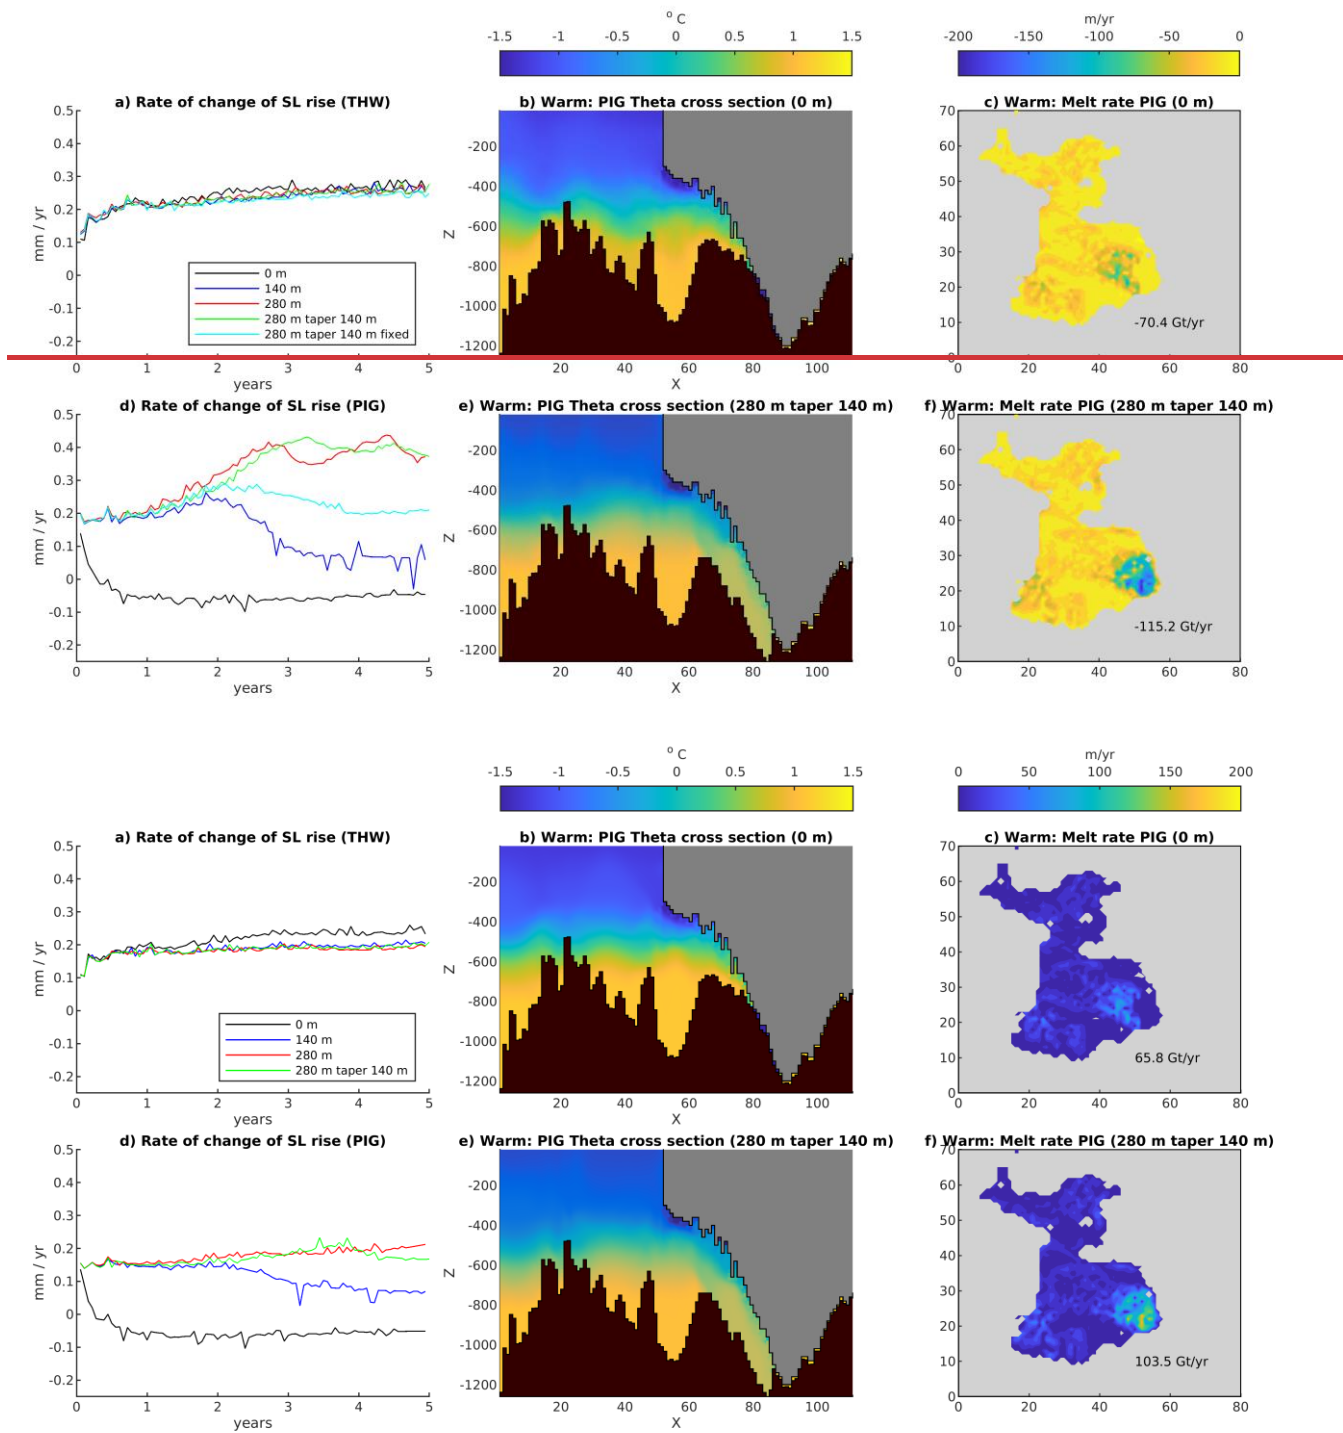 o C
m/yr
-1.5 -1 -0.5 0 0.5 1 1.5
-200 -150 -100 -50 0
a) Rate of change of SL rise (THW)
b) Warm: PIG Theta cross section (0 m)
c) Warm: Melt rate PIG (0 m)
0.5
0.4
0.3
0.2
0.1
0
-0.1
-0.2
mm / yr
0 m
140 m
280 m
280 m taper 140 m
280 m taper 140 m fixed
0 1 2 3 4 5
years
-200
-400
-600
-800
-1000
-1200
Z
20 40 60 80 100
X
70
60
50
40
30
20
10
0
-70.4 Gt/yr
0 20 40 60 80
d) Rate of change of SL rise (PIG)
e) Warm: PIG Theta cross section (280 m taper 140 m)
f) Warm: Melt rate PIG (280 m taper 140 m)
0.5
0.4
0.3
0.2
0.1
0
-0.1
-0.2
mm / yr
0 1 2 3 4 5
years
-200
-400
-600
-800
-1000
-1200
Z
20 40 60 80 100
X
70
60
50
40
30
20
10
0
-115.2 Gt/yr
0 20 40 60 80
o C
m/yr
-1.5 -1 -0.5 0 0.5 1 1.5
0 50 100 150 200
a) Rate of change of SL rise (THW)
b) Warm: PIG Theta cross section (0 m)
c) Warm: Melt rate PIG (0 m)
0.5
0.4
0.3
0.2
0.1
0
-0.1
-0.2
mm / yr
0 m
140 m
280 m
280 m taper 140 m
0 1 2 3 4 5
years
-200
-400
-600
-800
-1000
-1200
Z
20 40 60 80 100
X
70
60
50
40
30
20
10
0
65.8 Gt/yr
0 20 40 60 80
d) Rate of change of SL rise (PIG)
e) Warm: PIG Theta cross section (280 m taper 140 m)
f) Warm: Melt rate PIG (280 m taper 140 m)
0.5
0.4
0.3
0.2
0.1
0
-0.1
-0.2
mm / yr
0 1 2 3 4 5
years
-200
-400
-600
-800
-1000
-1200
Z
20 40 60 80 100
X
70
60
50
40
30
20
10
0
103.5 Gt/yr
0 20 40 60 80